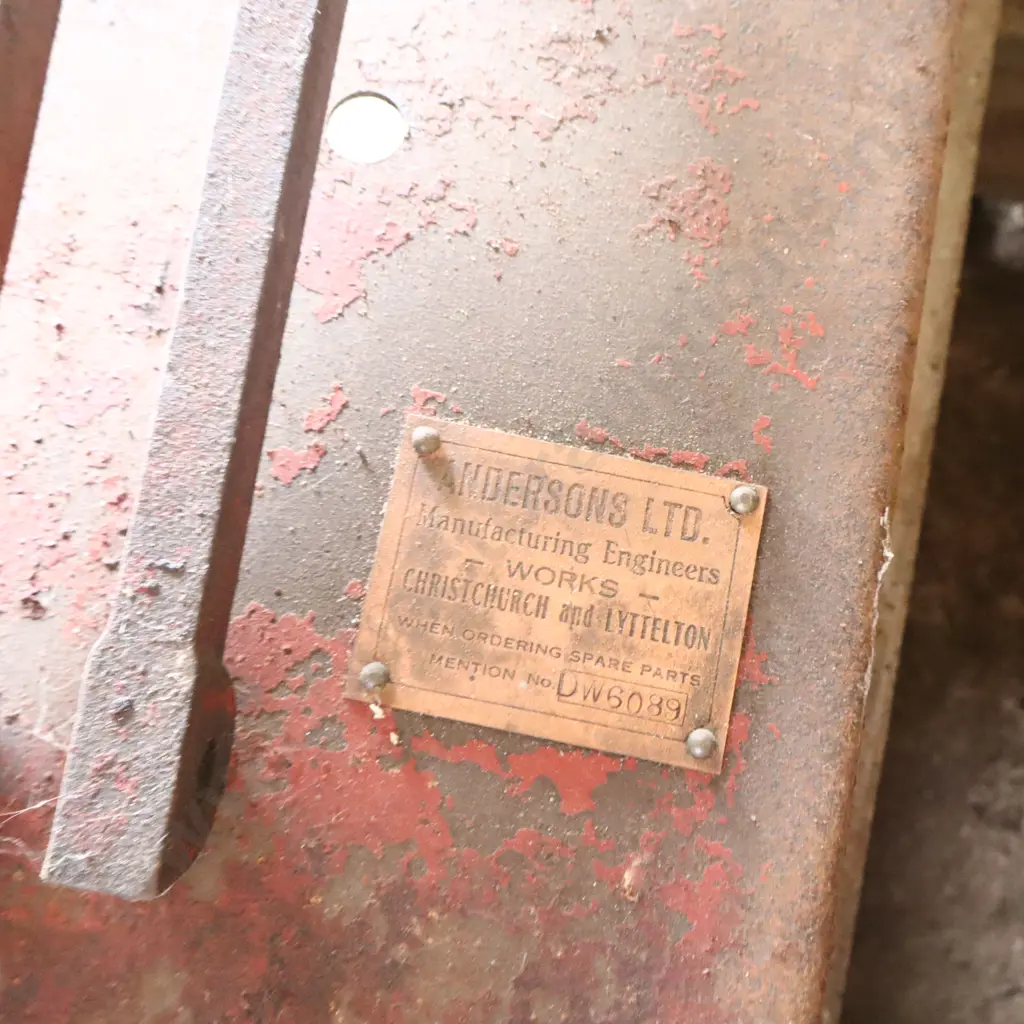 ANDERSONS LTD.
Manufacturing Engineers
– WORKS –
CHRISTCHURCH and LYTTELTON
WHEN ORDERING SPARE PARTS
MENTION No. DW6089